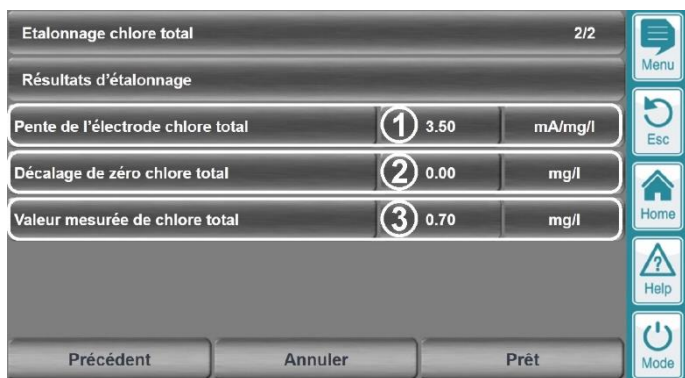 Etalonnage chlore total 2/2
Menu
Résultats d'étalonnage
Pente de l'électrode chlore total 1 3.50 mA/mg/l
Esc
Décalage de zéro chlore total 2 0.00 mg/l
Valeur mesurée de chlore total 3 0.70 mg/l
Home
Help
Précédent Annuler Prêt
Mode